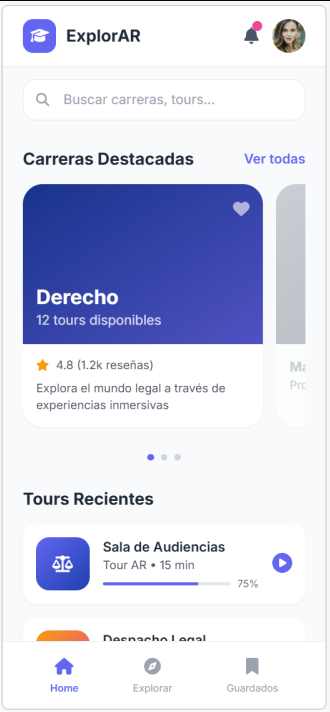 ExplorAR
Buscar carreras, tours...
Carreras Destacadas
Ver todas
Derecho
12 tours disponibles
4.8 (1.2k reseñas)
Explora el mundo legal a través de
experiencias inmersivas
Tours Recientes
Sala de Audiencias
Tour AR • 15 min
75%
Despacho Legal
Home
Explorar
Guardados